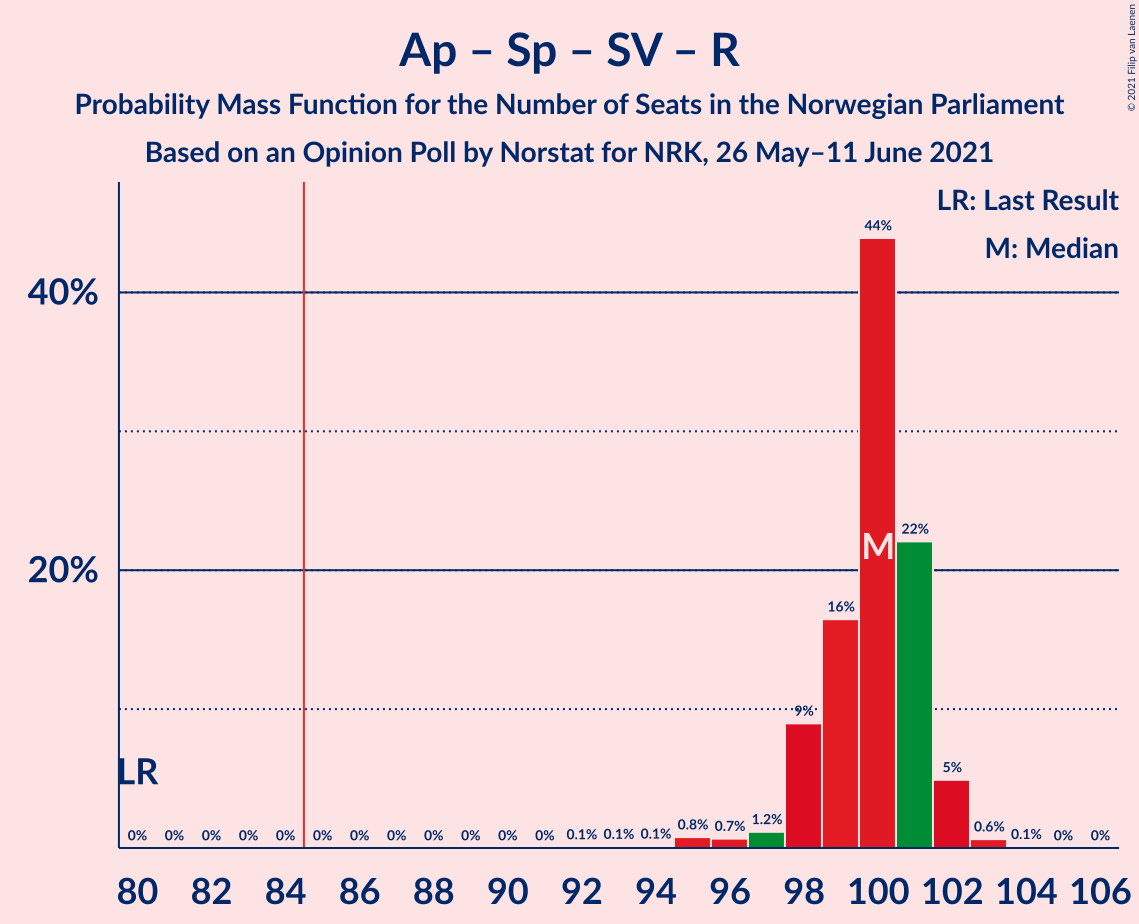 Ap – Sp – SV – R
Probability Mass Function for the Number of Seats in the Norwegian Parliament
Based on an Opinion Poll by Norstat for NRK, 26 May–11 June 2021
© 2021 Filip van Laenen
LR: Last Result
M: Median
44%
40%
M
22%
20%
16%
9%
LR
5%
0% 0% 0% 0% 0% 0% 0% 0% 0% 0% 0% 0% 0.1% 0.1% 0.1% 0.8% 0.7% 1.2% 0.6% 0.1% 0% 0%
80 82 84 86 88 90 92 94 96 98 100 102 104 106